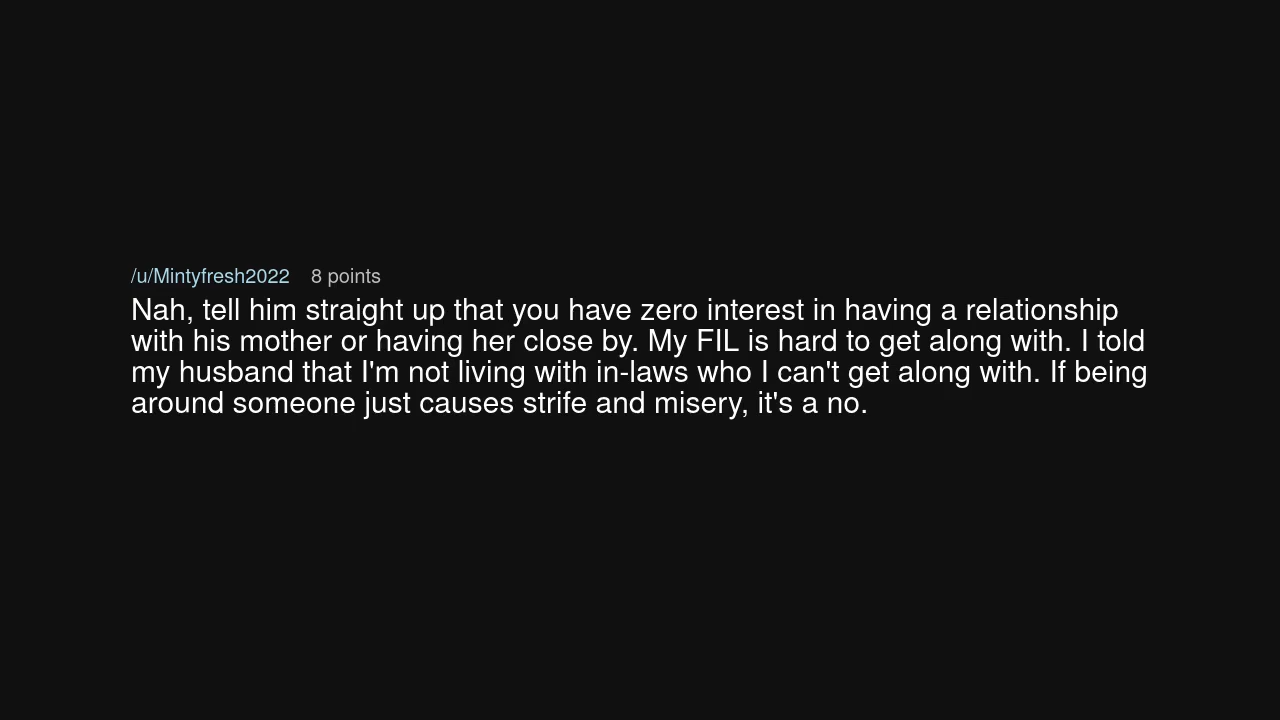 /u/Mintyfresh2022 8 points
Nah, tell him straight up that you have zero interest in having a relationship
with his mother or having her close by. My FIL is hard to get along with. I told
my husband that I'm not living with in-laws who I can't get along with. If being
around someone just causes strife and misery, it's a no.